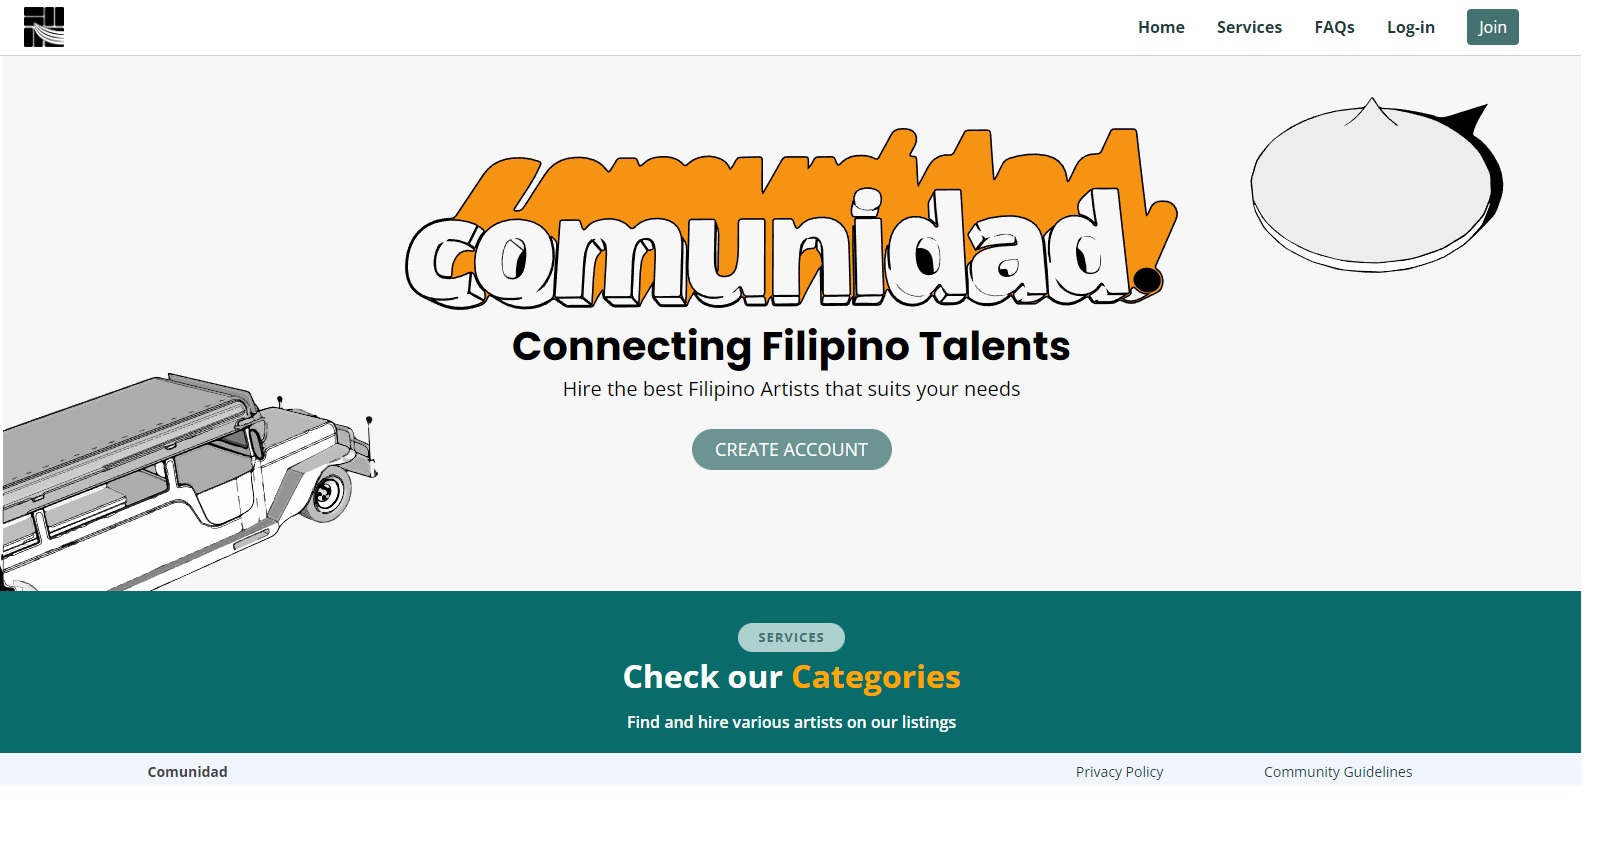 Home Services FAQs Log-in Join
comunidad.
Connecting Filipino Talents
Hire the best Filipino Artists that suits your needs
CREATE ACCOUNT
SERVICES
Check our Categories
Find and hire various artists on our listings
Comunidad Privacy Policy Community Guidelines